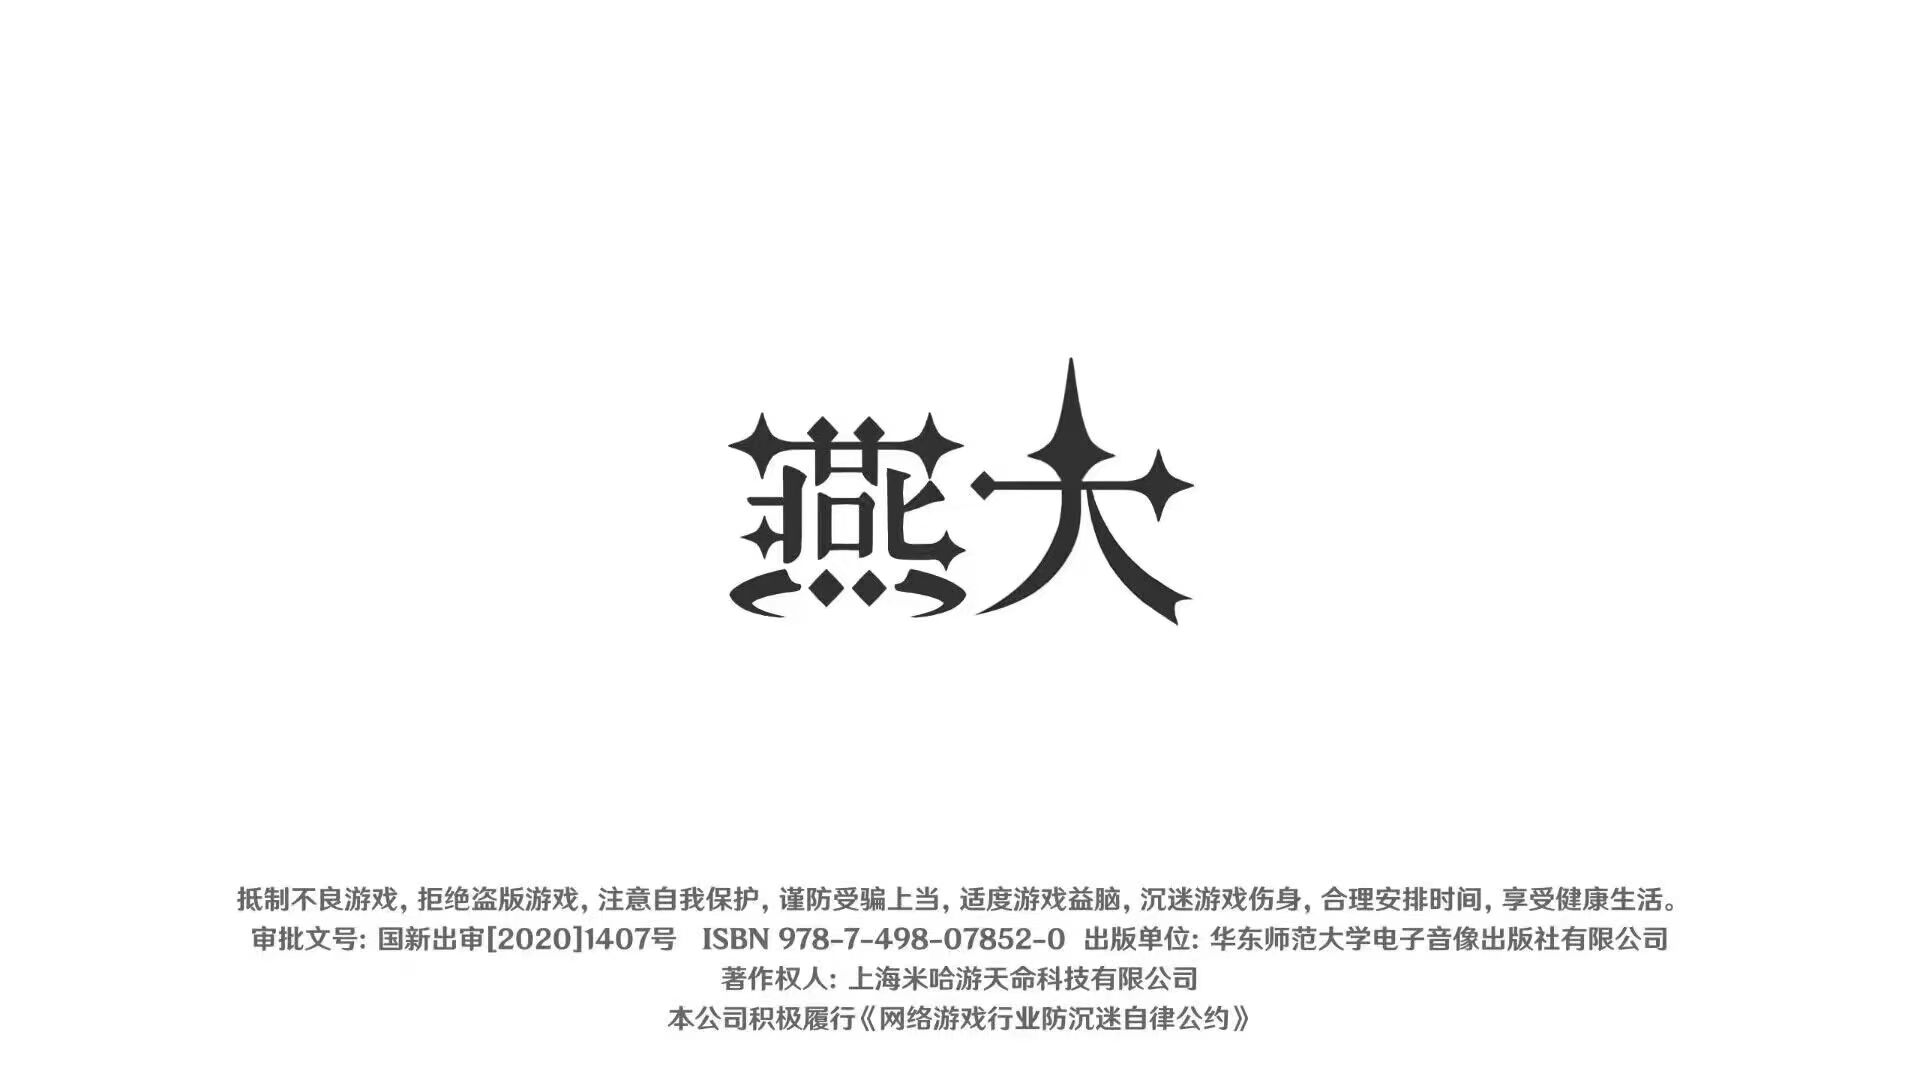 燕大
抵制不良游戏，拒绝盗版游戏，注意自我保护，谨防受骗上当，适度游戏益脑，沉迷游戏伤身，合理安排时间，享受健康生活。
审批文号：国新出审[2020]1407号 ISBN 978-7-498-07852-0 出版单位：华东师范大学电子音像出版社有限公司
著作权人：上海米哈游天命科技有限公司
本公司积极履行《网络游戏行业防沉迷自律公约》